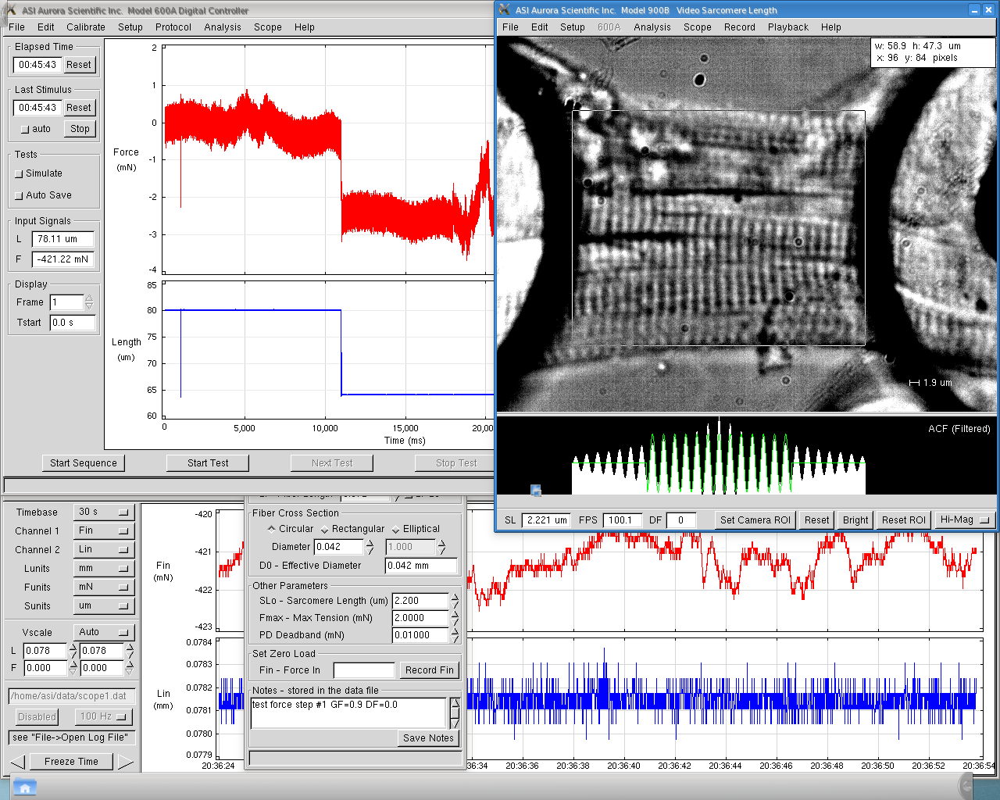 ASI Aurora Scientific Inc. Model 600A Digital Controller
File Edit Calibrate Setup Protocol Analysis Scope Help
Elapsed Time
00:45:43 Reset
Last Stimulus
00:45:43 Reset
auto Stop
Tests
Simulate
Auto Save
Input Signals
L 78.11 um
F -421.22 mN
Display
Frame 1
Tstart 0.0 s
2
1
0
-1
-2
-3
-4
Force
(mN)
85
80
75
70
65
60
Length
(um)
0 5,000 10,000 15,000 20,000
Time (ms)
Start Sequence Start Test Next Test Stop Test
ASI Aurora Scientific Inc. Model 900B Video Sarcomere Length
File Edit Setup 600A Analysis Scope Record Playback Help
w: 58.9 h: 47.3 um
x: 96 y: 84 pixels
1.9 um
ACF (Filtered)
SL 2.221 um FPS 100.1 DF 0 Set Camera ROI Reset Bright Reset ROI Hi-Mag
Timebase 30 s
Channel 1 Fin
Channel 2 Lin
Lunits mm
Funits mN
Sunits um
Vscale Auto
L 0.078 0.078
F 0.000 0.000
/home/asi/data/scope1.dat
Disabled 100 Hz
see "File->Open Log File"
Freeze Time
-420
-421
-422
-423
Fin
(mN)
0.0784
0.0783
0.0782
0.0781
0.0780
0.0779
Lin
(mm)
Fiber Cross Section
Circular Rectangular Elliptical
Diameter 0.042 1.000
D0 - Effective Diameter 0.042 mm
Other Parameters
SLo - Sarcomere Length (um) 2.200
Fmax - Max Tension (mN) 2.0000
PD Deadband (mN) 0.01000
Set Zero Load
Fin - Force In Record Fin
Notes - stored in the data file
test force step #1 GF=0.9 DF=0.0
Save Notes
20:36:24 :34 20:36:36 20:36:38 20:36:40 20:36:42 20:36:44 20:36:46 20:36:48 20:36:50 20:36:52 20:36:54